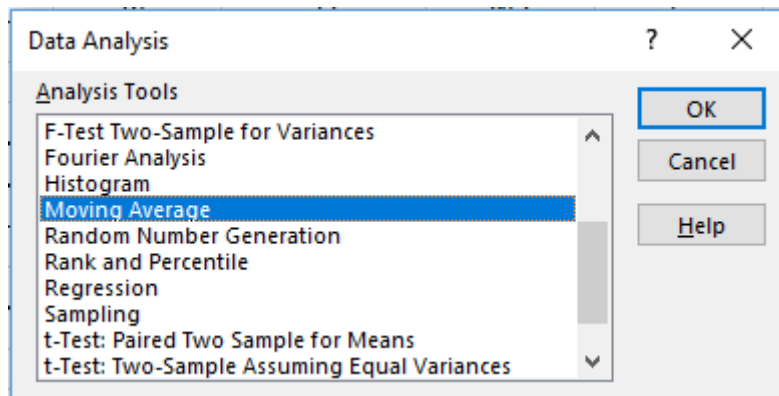 Data Analysis ?
Analysis Tools
F-Test Two-Sample for Variances
Fourier Analysis
Histogram
Moving Average
Random Number Generation
Rank and Percentile
Regression
Sampling
t-Test: Paired Two Sample for Means
t-Test: Two-Sample Assuming Equal Variances
OK
Cancel
Help